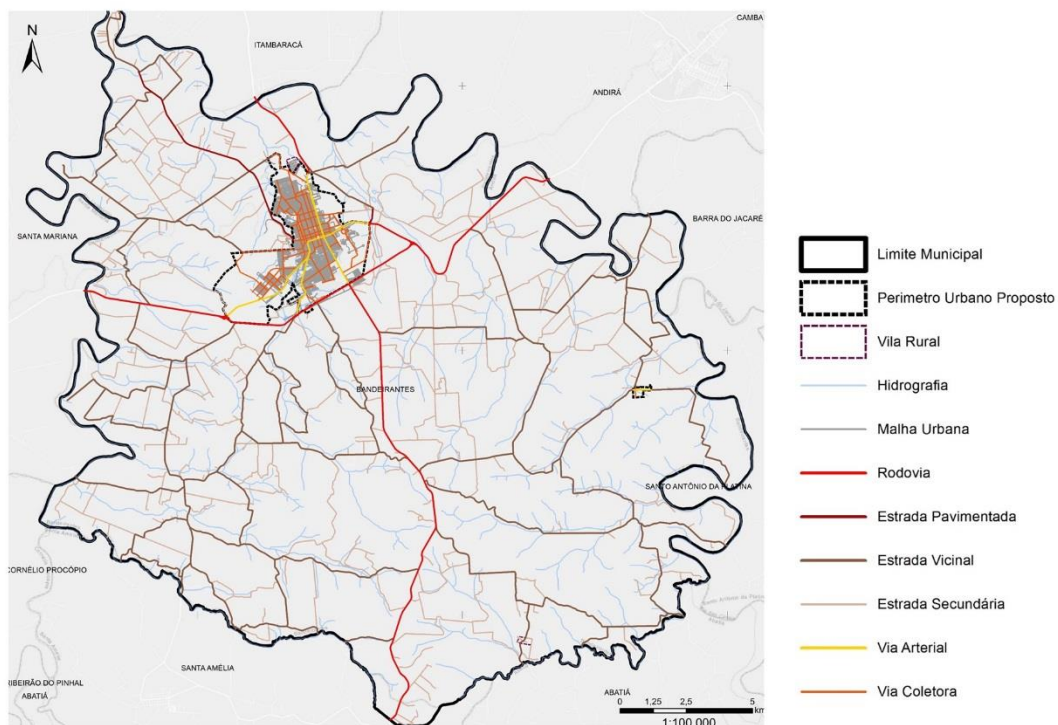 CAMBA
N
ITAMBARACÁ
ANDIRÁ
BARRA DO JACARÉ
SANTA MARIANA
BANDEIRANTES
SANTO ANTÔNIO DA PLATINA
CORNÉLIO PROCÓPIO
SANTA AMÉLIA
RIBEIRÃO DO PINHAL
ABATIÁ
ABATIÁ
0 1,25 2,5 5
km
1:100.000
Limite Municipal
Perimetro Urbano Proposto
Vila Rural
Hidrografia
Malha Urbana
Rodovia
Estrada Pavimentada
Estrada Vicinal
Estrada Secundária
Via Arterial
Via Coletora